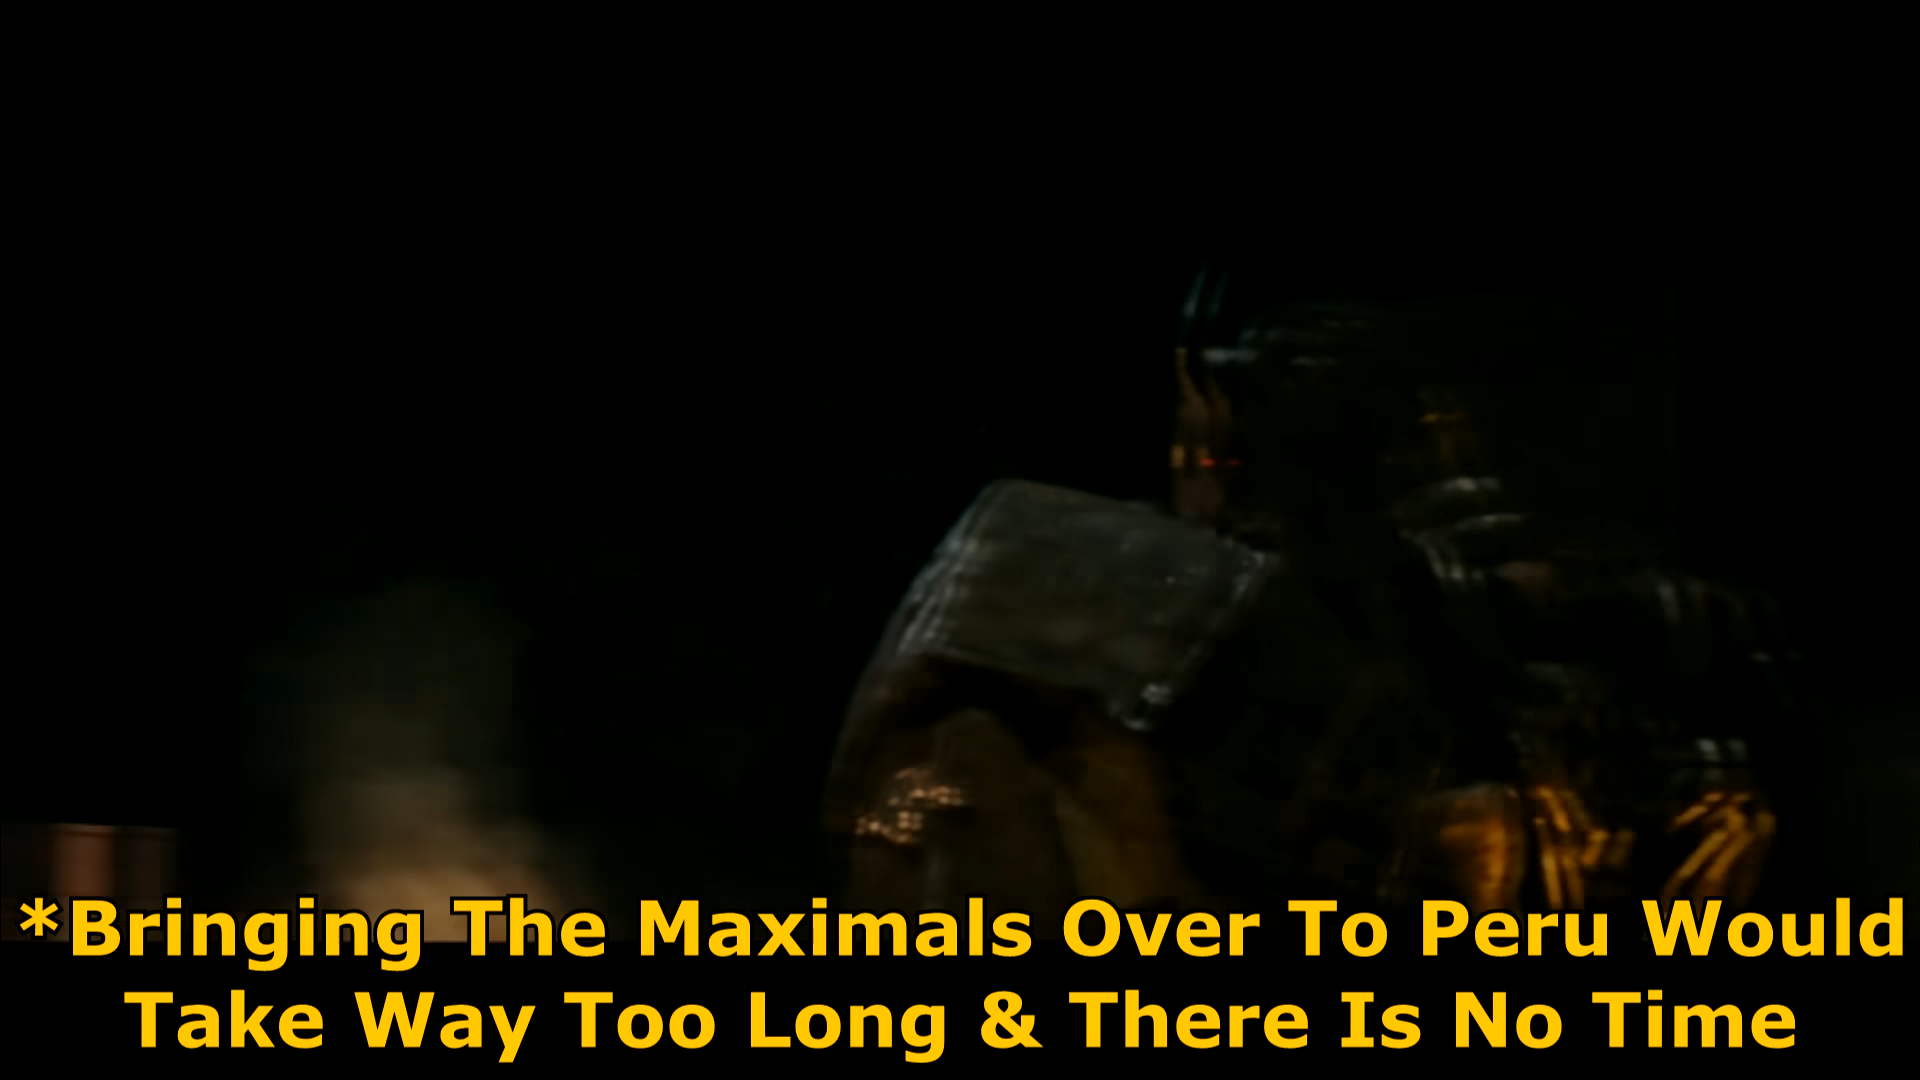 *Bringing The Maximals Over To Peru Would
Take Way Too Long & There Is No Time